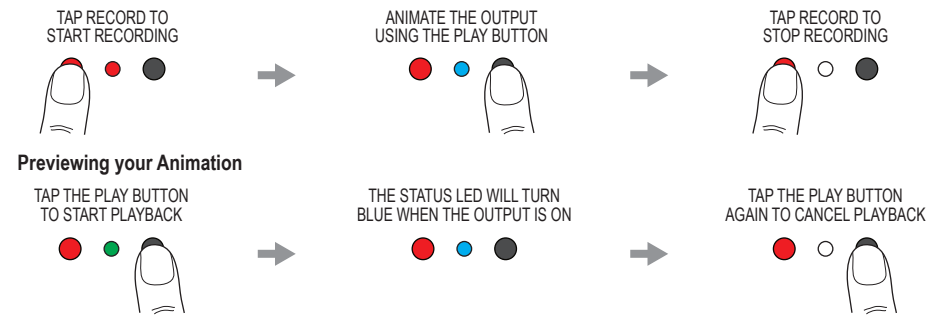 TAP RECORD TO
START RECORDING
ANIMATE THE OUTPUT
USING THE PLAY BUTTON
TAP RECORD TO
STOP RECORDING
Previewing your Animation
TAP THE PLAY BUTTON
TO START PLAYBACK
THE STATUS LED WILL TURN
BLUE WHEN THE OUTPUT IS ON
TAP THE PLAY BUTTON
AGAIN TO CANCEL PLAYBACK